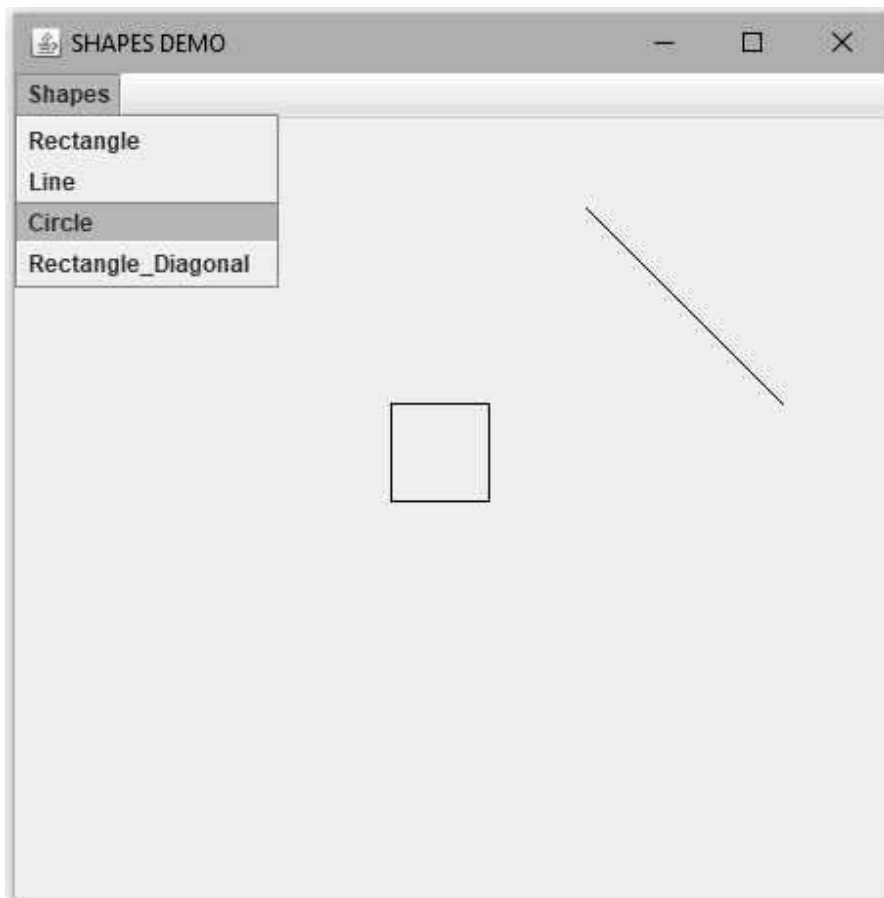 SHAPES DEMO
Shapes
Rectangle
Line
Circle
Rectangle_Diagonal